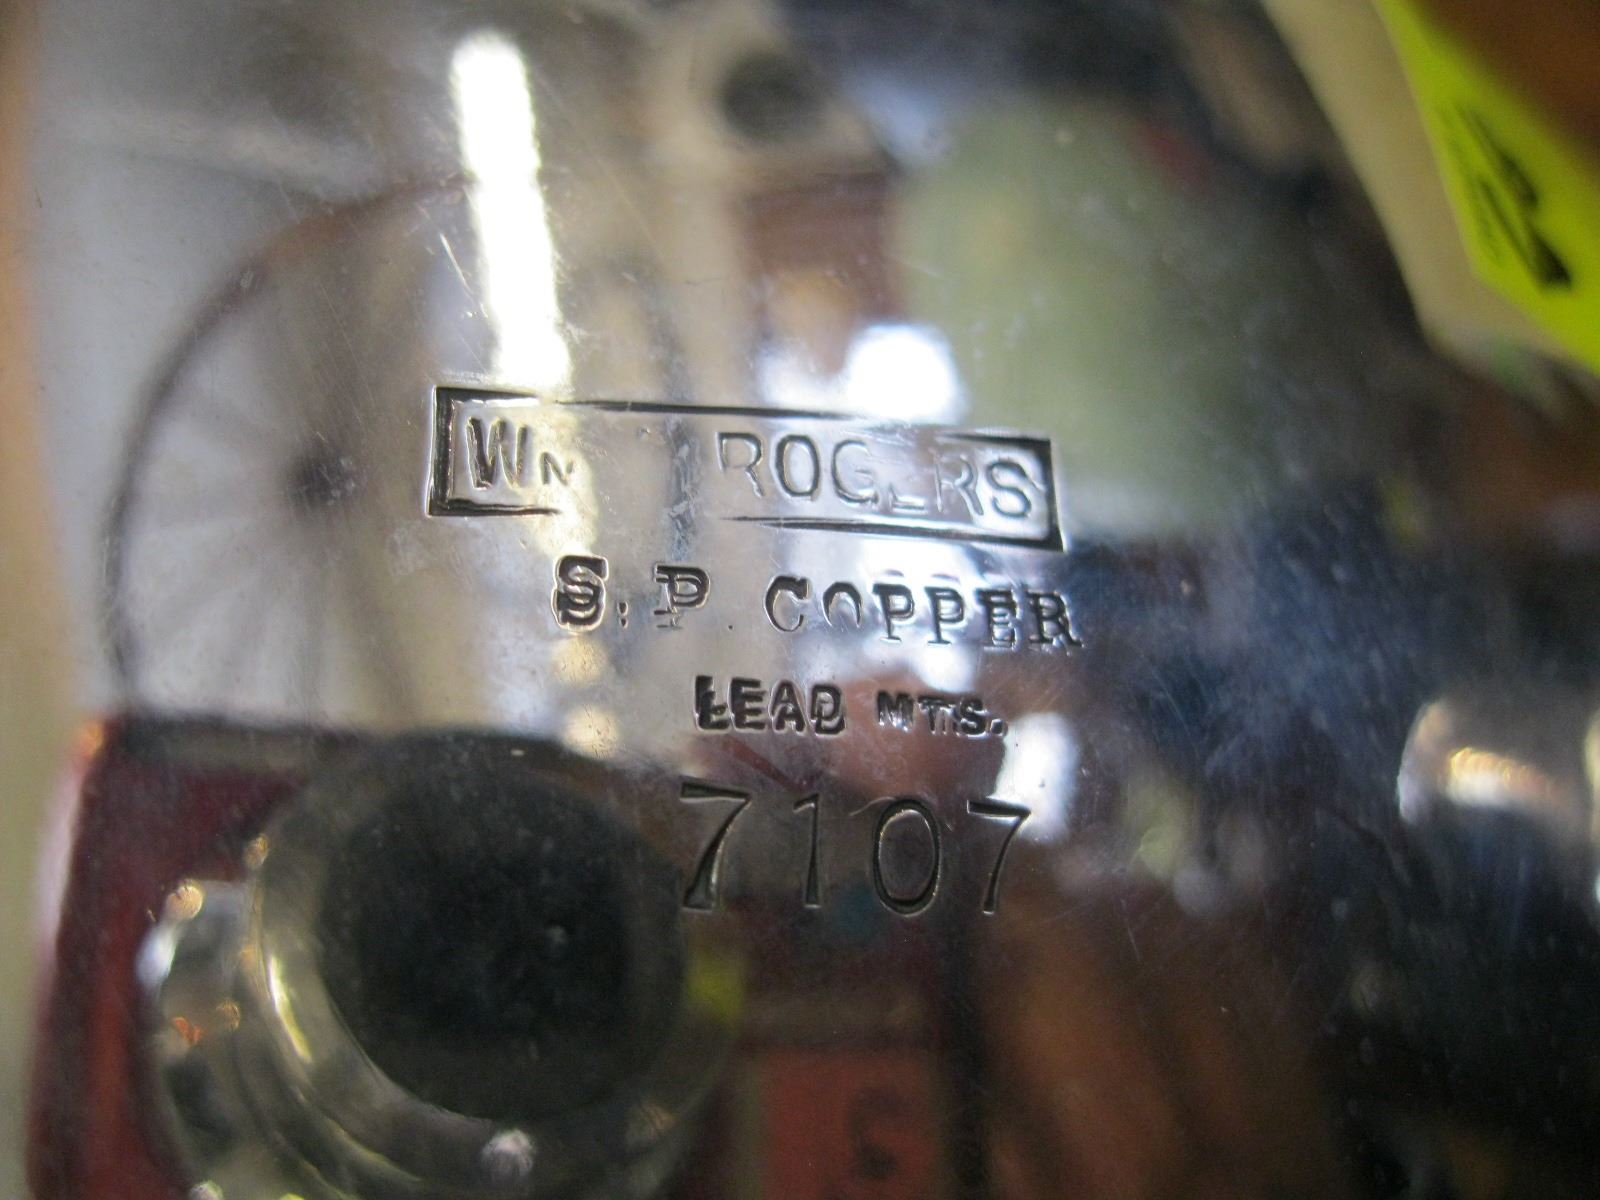 WM ROGERS
S.P. COPPER
LEAD MTS.
7107